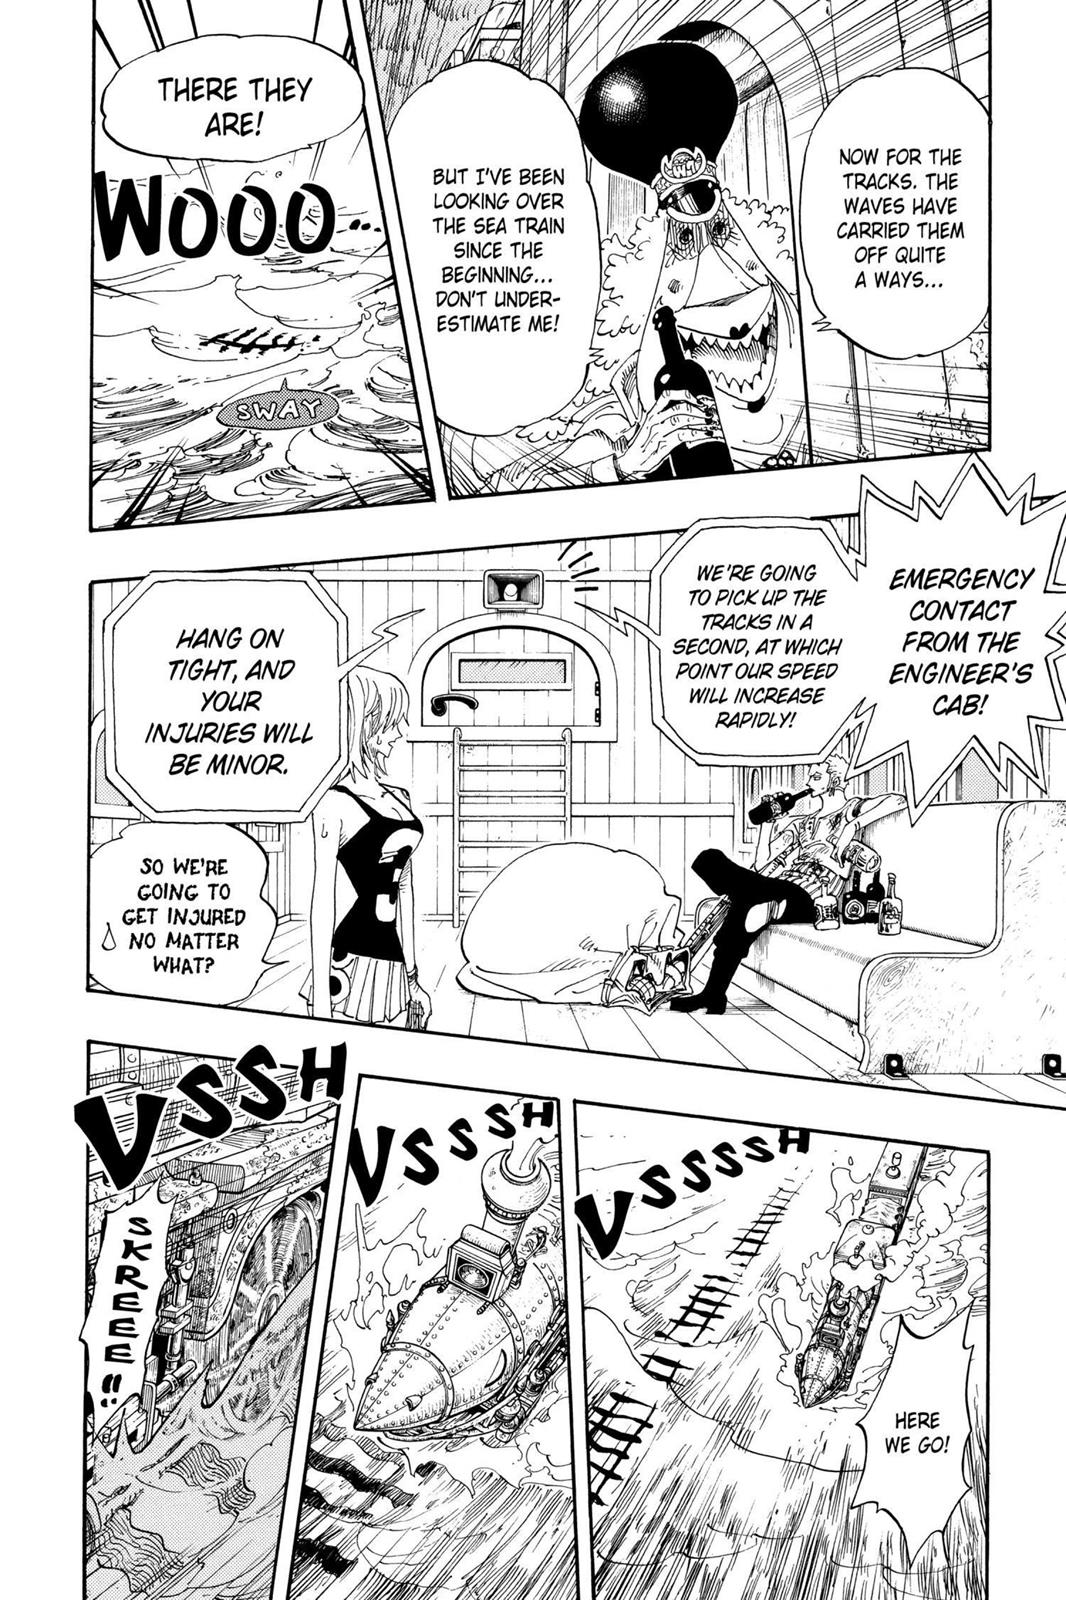 NOW FOR THE
TRACKS. THE
WAVES HAVE
CARRIED THEM
OFF QUITE
A WAYS...
WM
BUT I'VE BEEN
LOOKING OVER
THE SEA TRAIN
SINCE THE
BEGINNING...
DON'T UNDER-
ESTIMATE ME!
THERE THEY
ARE!
WOOO...
SWAY
EMERGENCY
CONTACT
FROM THE
ENGINEER'S
CAB!
WE'RE GOING
TO PICK UP THE
TRACKS IN A
SECOND, AT WHICH
POINT OUR SPEED
WILL INCREASE
RAPIDLY!
HANG ON
TIGHT, AND
YOUR
INJURIES WILL
BE MINOR.
SO WE'RE
GOING TO
GET INJURED
NO MATTER
WHAT?
3
VSSSSSH
HERE
WE GO!
VSSSSH
VSSSH
SKREEE!!